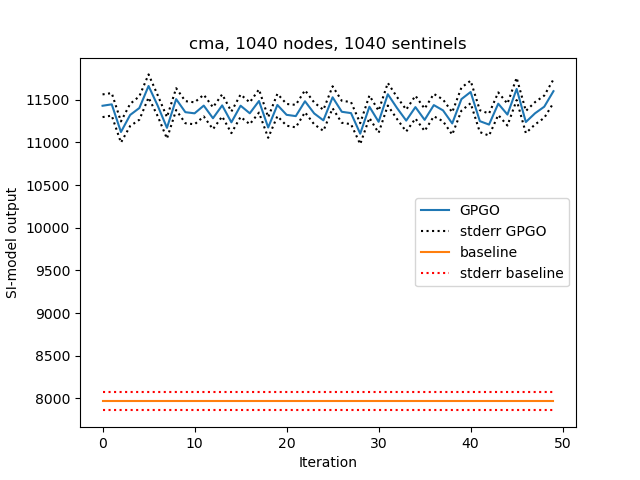 cma, 1040 nodes, 1040 sentinels
SI-model output
11500
11000
10500
10000
9500
9000
8500
8000
GPGO
stderr GPGO
baseline
stderr baseline
0 10 20 30 40 50
Iteration